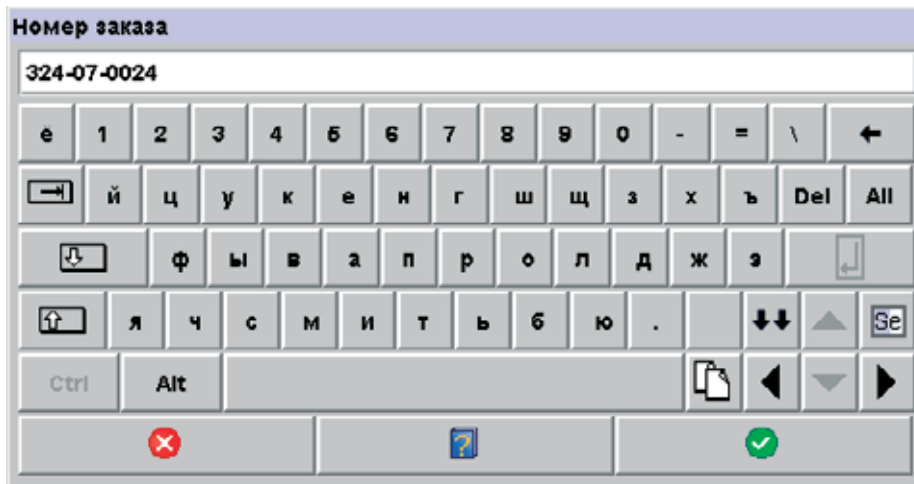 Номер заказа
324-07-0024
ё 1 2 3 4 5 6 7 8 9 0 - = \
й ц у к е н г ш щ з х ъ Del All
ф ы в а п р о л д ж э
я ч с м и т ь б ю . Se
Ctrl Alt
?